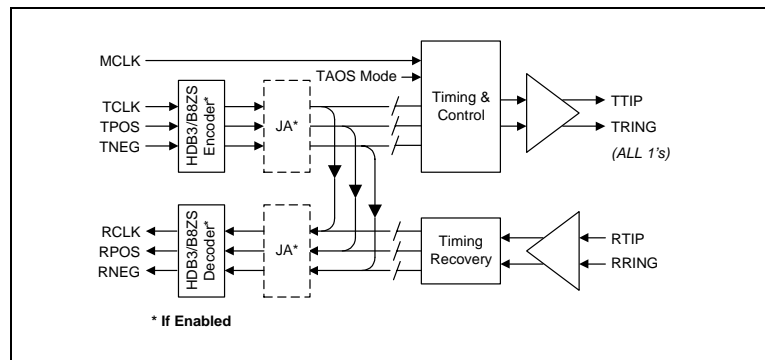 MCLK
TAOS Mode
TCLK
TPOS
TNEG
HDB3/B8ZS
Encoder*
JA*
Timing &
Control
TTIP
TRING
(ALL 1's)
RCLK
RPOS
RNEG
HDB3/B8ZS
Decoder*
JA*
Timing
Recovery
RTIP
RRING
* If Enabled